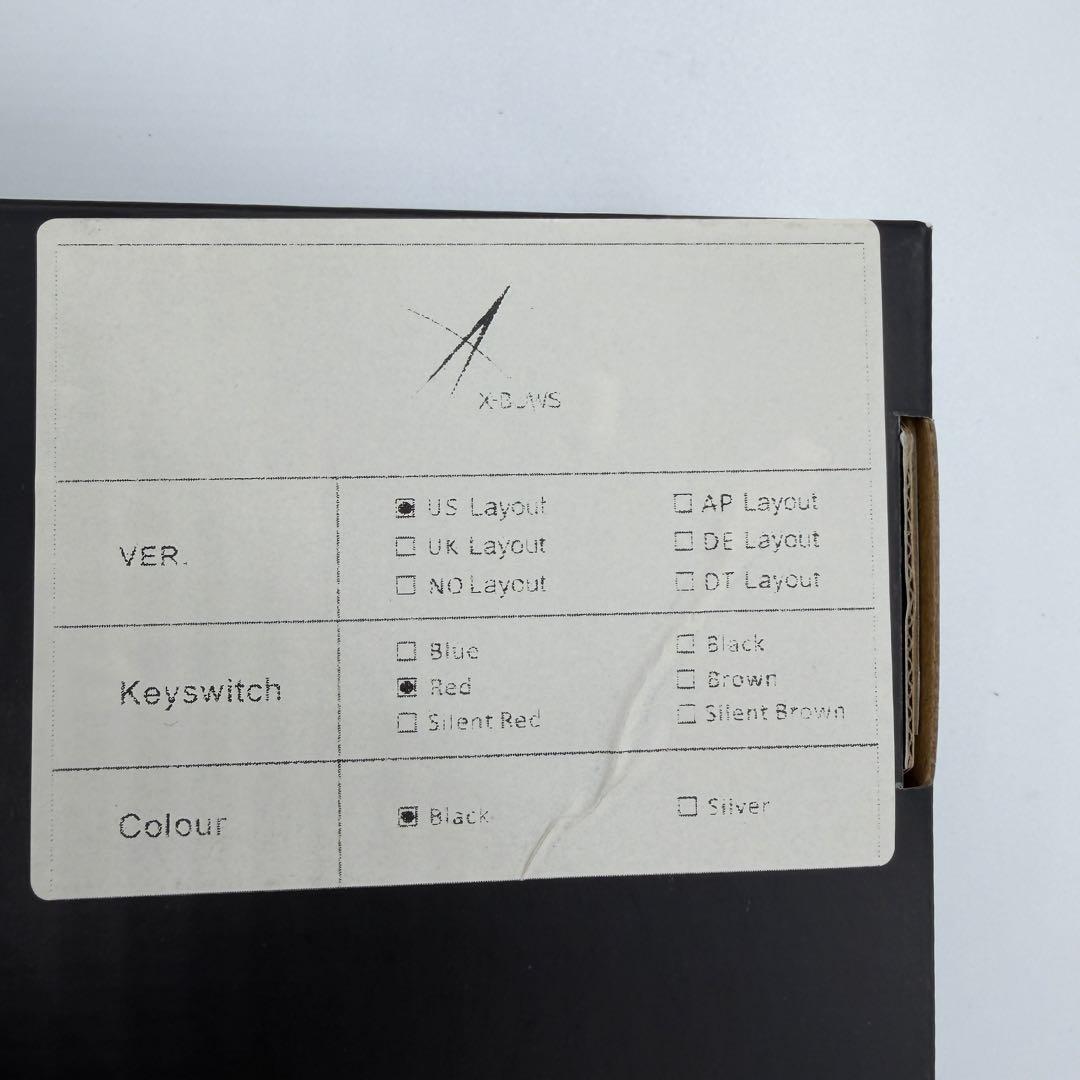 X-BOWS
VER.
US Layout
AP Layout
UK Layout
DE Layout
NO Layout
DT Layout
Keyswitch
Blue
Black
Red
Brown
Silent Red
Silent Brown
Colour
Black
Silver